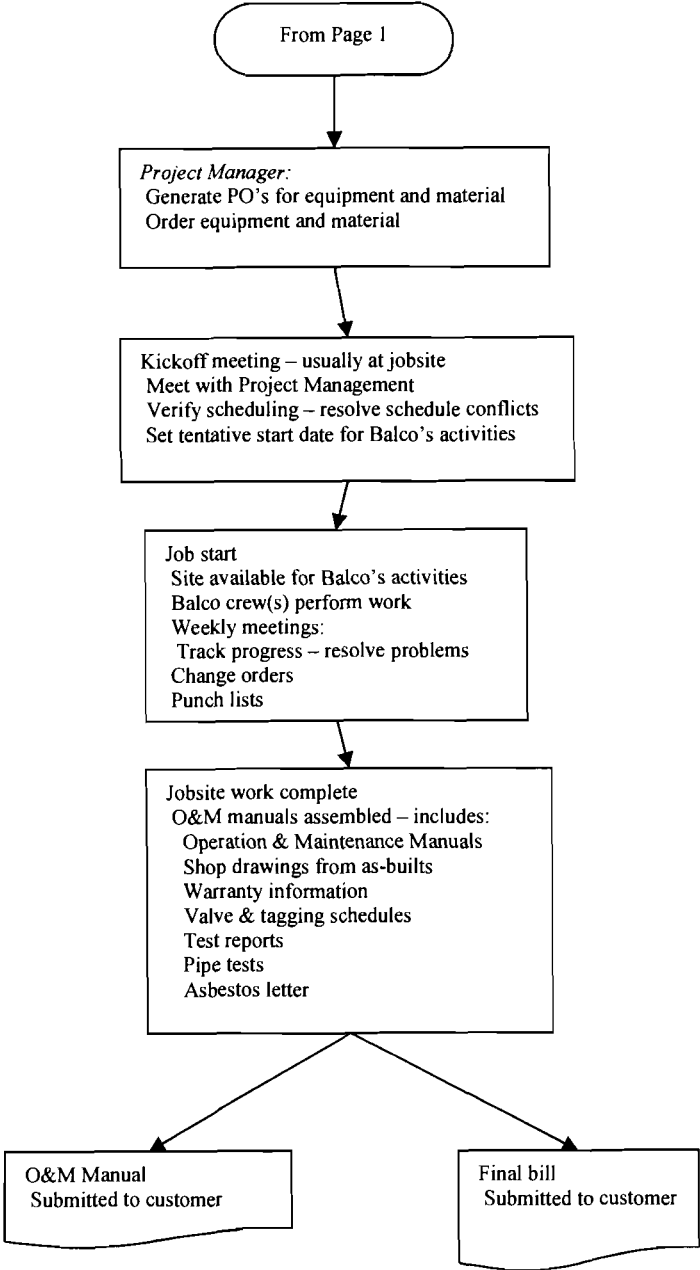 From Page 1
Project Manager:
Generate PO's for equipment and material
Order equipment and material
Kickoff meeting – usually at jobsite
Meet with Project Management
Verify scheduling – resolve schedule conflicts
Set tentative start date for Balco's activities
Job start
Site available for Balco's activities
Balco crew(s) perform work
Weekly meetings:
Track progress – resolve problems
Change orders
Punch lists
Jobsite work complete
O&M manuals assembled – includes:
Operation & Maintenance Manuals
Shop drawings from as-builts
Warranty information
Valve & tagging schedules
Test reports
Pipe tests
Asbestos letter
O&M Manual
Submitted to customer
Final bill
Submitted to customer